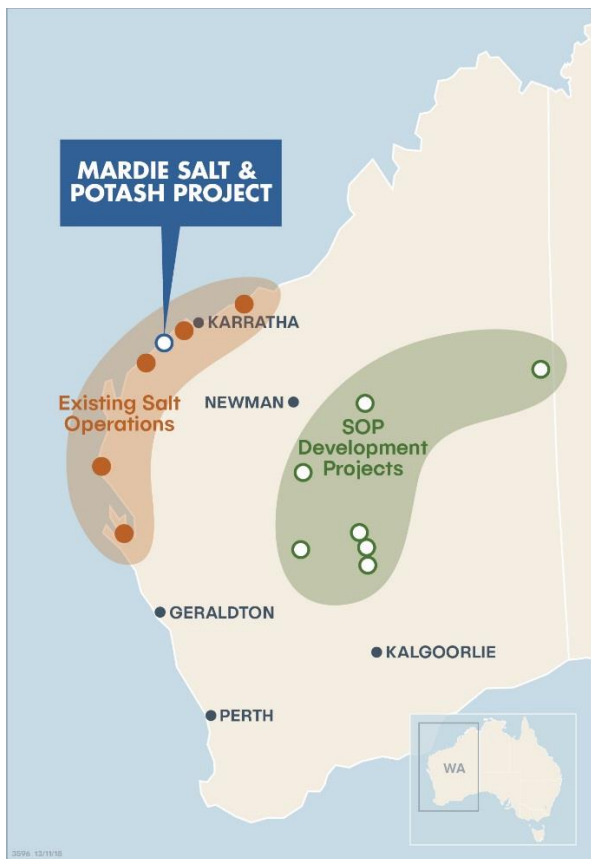 MARDIE SALT &
POTASH PROJECT
KARRATHA
Existing Salt
Operations
NEWMAN
SOP
Development
Projects
GERALDTON
KALGOORLIE
PERTH
WA